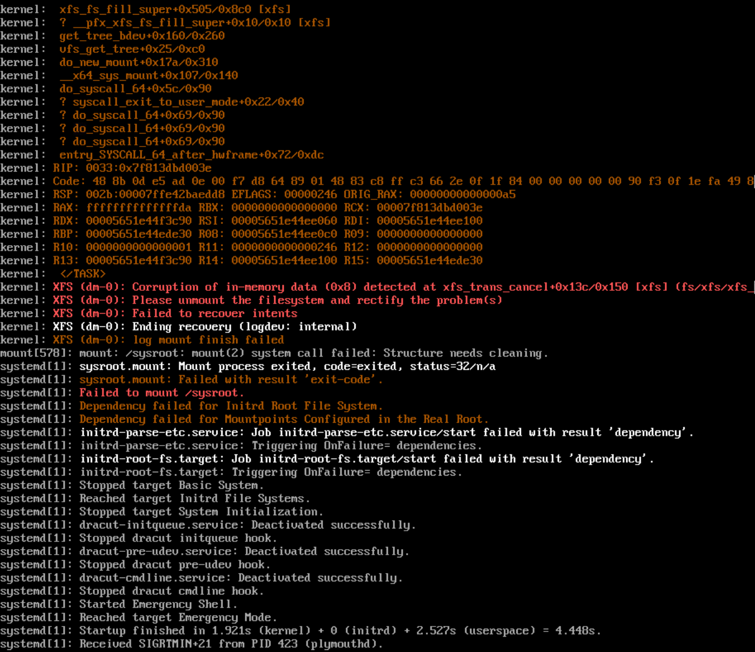 kernel:  xfs_fs_fill_super+0x505/0x8c0 [xfs]
kernel:  ? __pfx_xfs_fs_fill_super+0x10/0x10 [xfs]
kernel:  get_tree_bdev+0x160/0x260
kernel:  vfs_get_tree+0x25/0xc0
kernel:  do_new_mount+0x17a/0x310
kernel:  __x64_sys_mount+0x107/0x140
kernel:  do_syscall_64+0x5c/0x90
kernel:  ? syscall_exit_to_user_mode+0x22/0x40
kernel:  ? do_syscall_64+0x69/0x90
kernel:  ? do_syscall_64+0x69/0x90
kernel:  ? do_syscall_64+0x69/0x90
kernel:  entry_SYSCALL_64_after_hwframe+0x72/0xdc
kernel: RIP: 0033:0x7f813dbd003e
kernel: Code: 48 8b 0d e5 ad 0e 00 f7 d8 64 89 01 48 83 c8 ff c3 66 2e 0f 1f 84 00 00 00 00 00 90 f3 0f 1e fa 49 8
kernel: RSP: 002b:00007ffe42baedd8 EFLAGS: 00000246 ORIG_RAX: 00000000000000a5
kernel: RAX: ffffffffffffffda RBX: 0000000000000000 RCX: 00007f813dbd003e
kernel: RDX: 00005651e44f3c90 RSI: 00005651e44ee060 RDI: 00005651e44ee100
kernel: RBP: 00005651e44ede30 R08: 00005651e44ee0c0 R09: 0000000000000000
kernel: R10: 0000000000000001 R11: 0000000000000246 R12: 0000000000000000
kernel: R13: 00005651e44f3c90 R14: 00005651e44ee100 R15: 00005651e44ede30
kernel:  </TASK>
kernel: XFS (dm-0): Corruption of in-memory data (0x8) detected at xfs_trans_cancel+0x13c/0x150 [xfs] (fs/xfs/xfs_
kernel: XFS (dm-0): Please unmount the filesystem and rectify the problem(s)
kernel: XFS (dm-0): Failed to recover intents
kernel: XFS (dm-0): Ending recovery (logdev: internal)
kernel: XFS (dm-0): log mount finish failed
mount[578]: mount: /sysroot: mount(2) system call failed: Structure needs cleaning.
systemd[1]: sysroot.mount: Mount process exited, code=exited, status=32/n/a
systemd[1]: sysroot.mount: Failed with result 'exit-code'.
systemd[1]: Failed to mount /sysroot.
systemd[1]: Dependency failed for Initrd Root File System.
systemd[1]: Dependency failed for Mountpoints Configured in the Real Root.
systemd[1]: initrd-parse-etc.service: Job initrd-parse-etc.service/start failed with result 'dependency'.
systemd[1]: initrd-parse-etc.service: Triggering OnFailure= dependencies.
systemd[1]: initrd-root-fs.target: Job initrd-root-fs.target/start failed with result 'dependency'.
systemd[1]: initrd-root-fs.target: Triggering OnFailure= dependencies.
systemd[1]: Stopped target Basic System.
systemd[1]: Reached target Initrd File Systems.
systemd[1]: Stopped target System Initialization.
systemd[1]: dracut-initqueue.service: Deactivated successfully.
systemd[1]: Stopped dracut initqueue hook.
systemd[1]: dracut-pre-udev.service: Deactivated successfully.
systemd[1]: Stopped dracut pre-udev hook.
systemd[1]: dracut-cmdline.service: Deactivated successfully.
systemd[1]: Stopped dracut cmdline hook.
systemd[1]: Started Emergency Shell.
systemd[1]: Reached target Emergency Mode.
systemd[1]: Startup finished in 1.921s (kernel) + 0 (initrd) + 2.527s (userspace) = 4.448s.
systemd[1]: Received SIGRTMIN+21 from PID 423 (plymouthd).